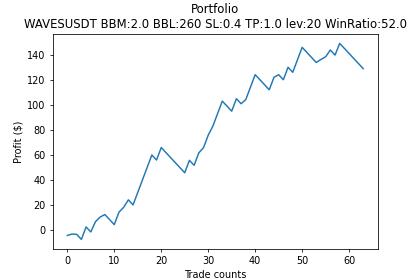 Portfolio
WAVESUSDT BBM:2.0 BBL:260 SL:0.4 TP:1.0 lev:20 WinRatio:52.0
140
120
100
80
60
40
20
0
Profit ($)
0 10 20 30 40 50 60
Trade counts